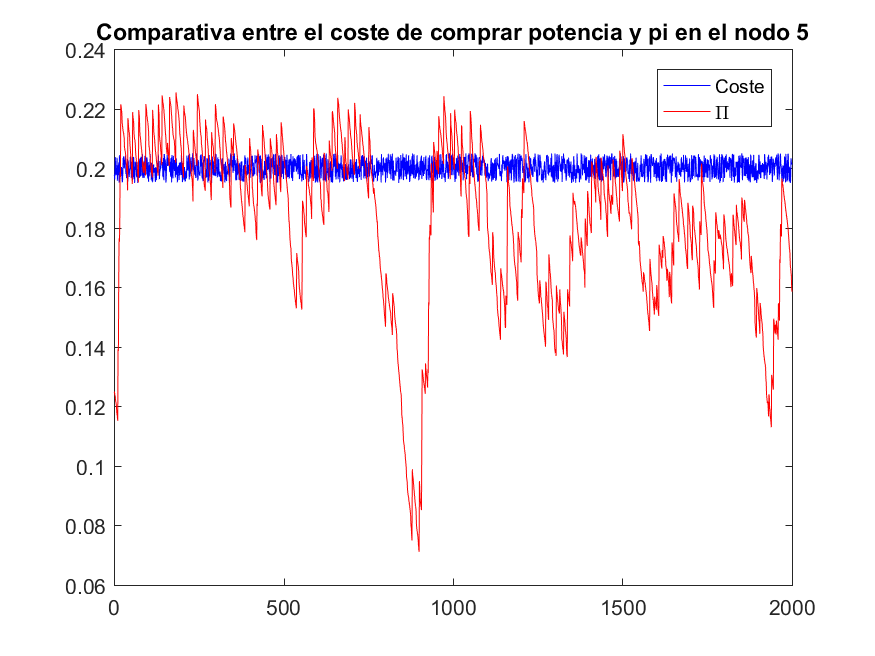 Comparativa entre el coste de comprar potencia y pi en el nodo 5
0.24
0.22
0.2
0.18
0.16
0.14
0.12
0.1
0.08
0.06
Coste
Π
0 500 1000 1500 2000